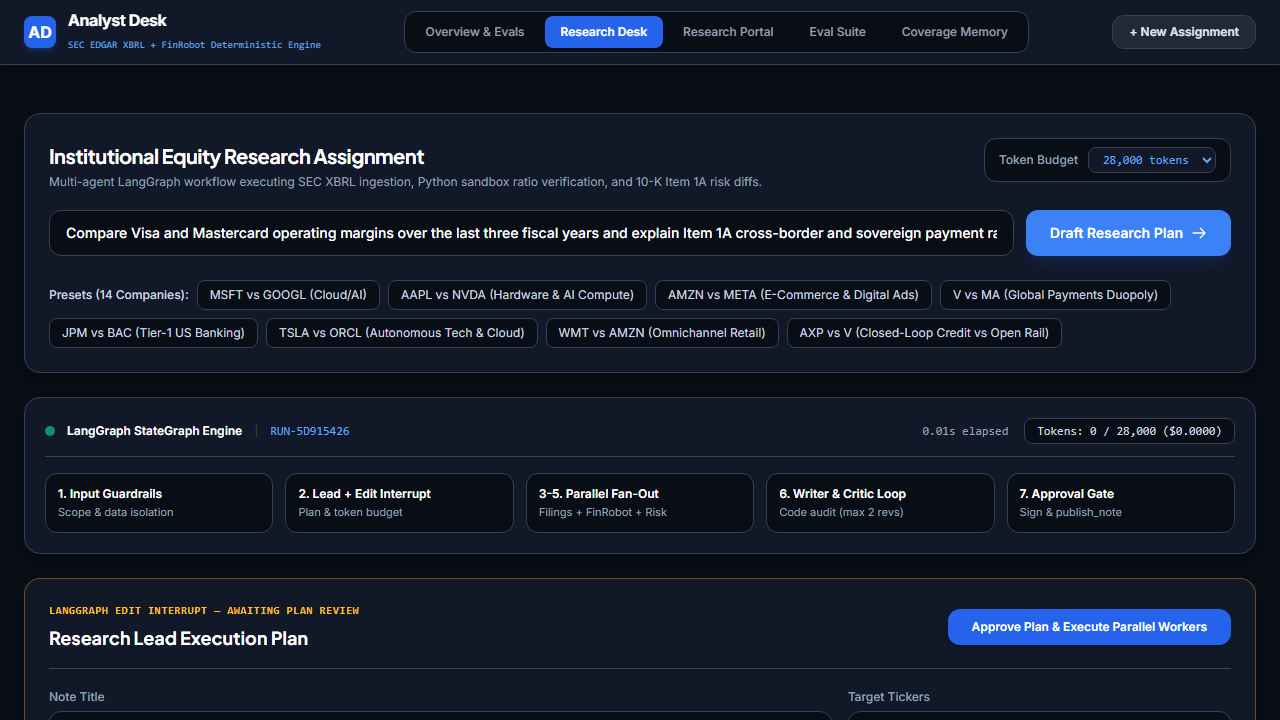 AD
Analyst Desk
SEC EDGAR XBRL + FinRobot Deterministic Engine
Overview & Evals
Research Desk
Research Portal
Eval Suite
Coverage Memory
+ New Assignment
Institutional Equity Research Assignment
Multi-agent LangGraph workflow executing SEC XBRL ingestion, Python sandbox ratio verification, and 10-K Item 1A risk diffs.
Token Budget
28,000 tokens
Compare Visa and Mastercard operating margins over the last three fiscal years and explain Item 1A cross-border and sovereign payment ra
Draft Research Plan →
Presets (14 Companies):
MSFT vs GOOGL (Cloud/AI)
AAPL vs NVDA (Hardware & AI Compute)
AMZN vs META (E-Commerce & Digital Ads)
V vs MA (Global Payments Duopoly)
JPM vs BAC (Tier-1 US Banking)
TSLA vs ORCL (Autonomous Tech & Cloud)
WMT vs AMZN (Omnichannel Retail)
AXP vs V (Closed-Loop Credit vs Open Rail)
LangGraph StateGraph Engine
RUN-5D915426
0.01s elapsed
Tokens: 0 / 28,000 ($0.0000)
1. Input Guardrails
Scope & data isolation
2. Lead + Edit Interrupt
Plan & token budget
3-5. Parallel Fan-Out
Filings + FinRobot + Risk
6. Writer & Critic Loop
Code audit (max 2 revs)
7. Approval Gate
Sign & publish_note
LANGGRAPH EDIT INTERRUPT — AWAITING PLAN REVIEW
Research Lead Execution Plan
Approve Plan & Execute Parallel Workers
Note Title
Target Tickers